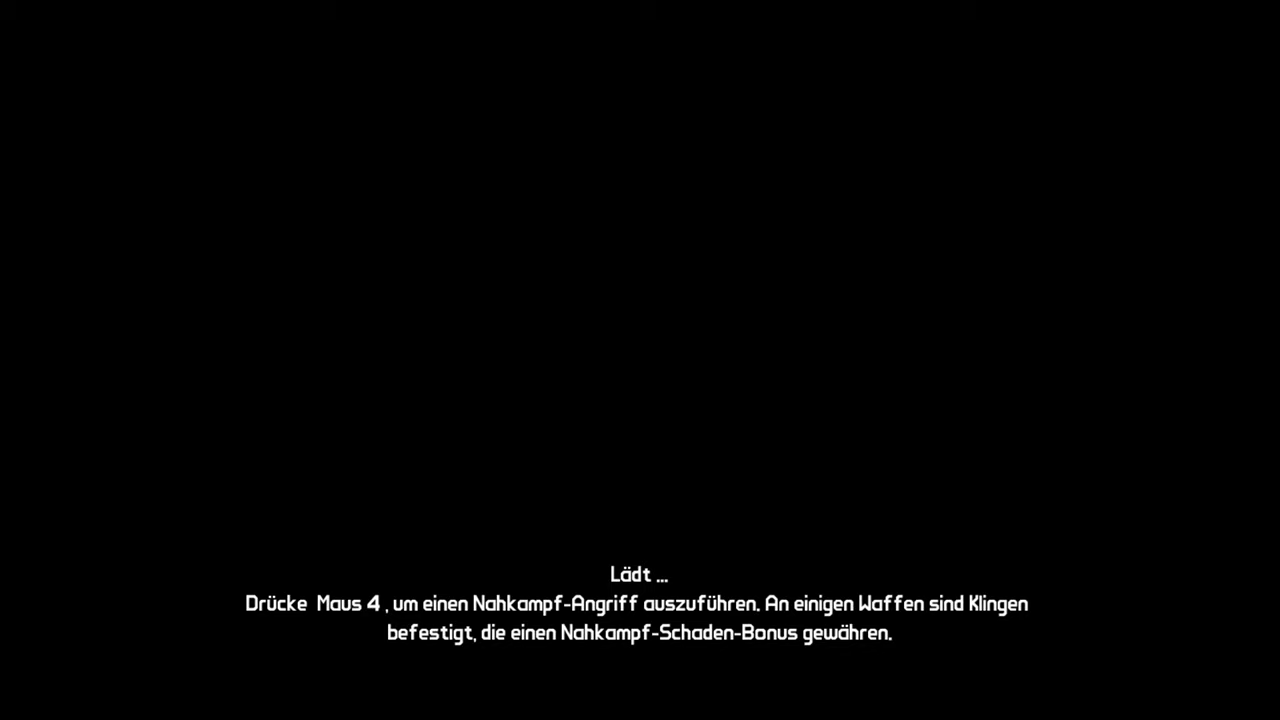 Lädt ...
Drücke  Maus 4 , um einen Nahkampf-Angriff auszuführen. An einigen Waffen sind Klingen
befestigt, die einen Nahkampf-Schaden-Bonus gewähren.